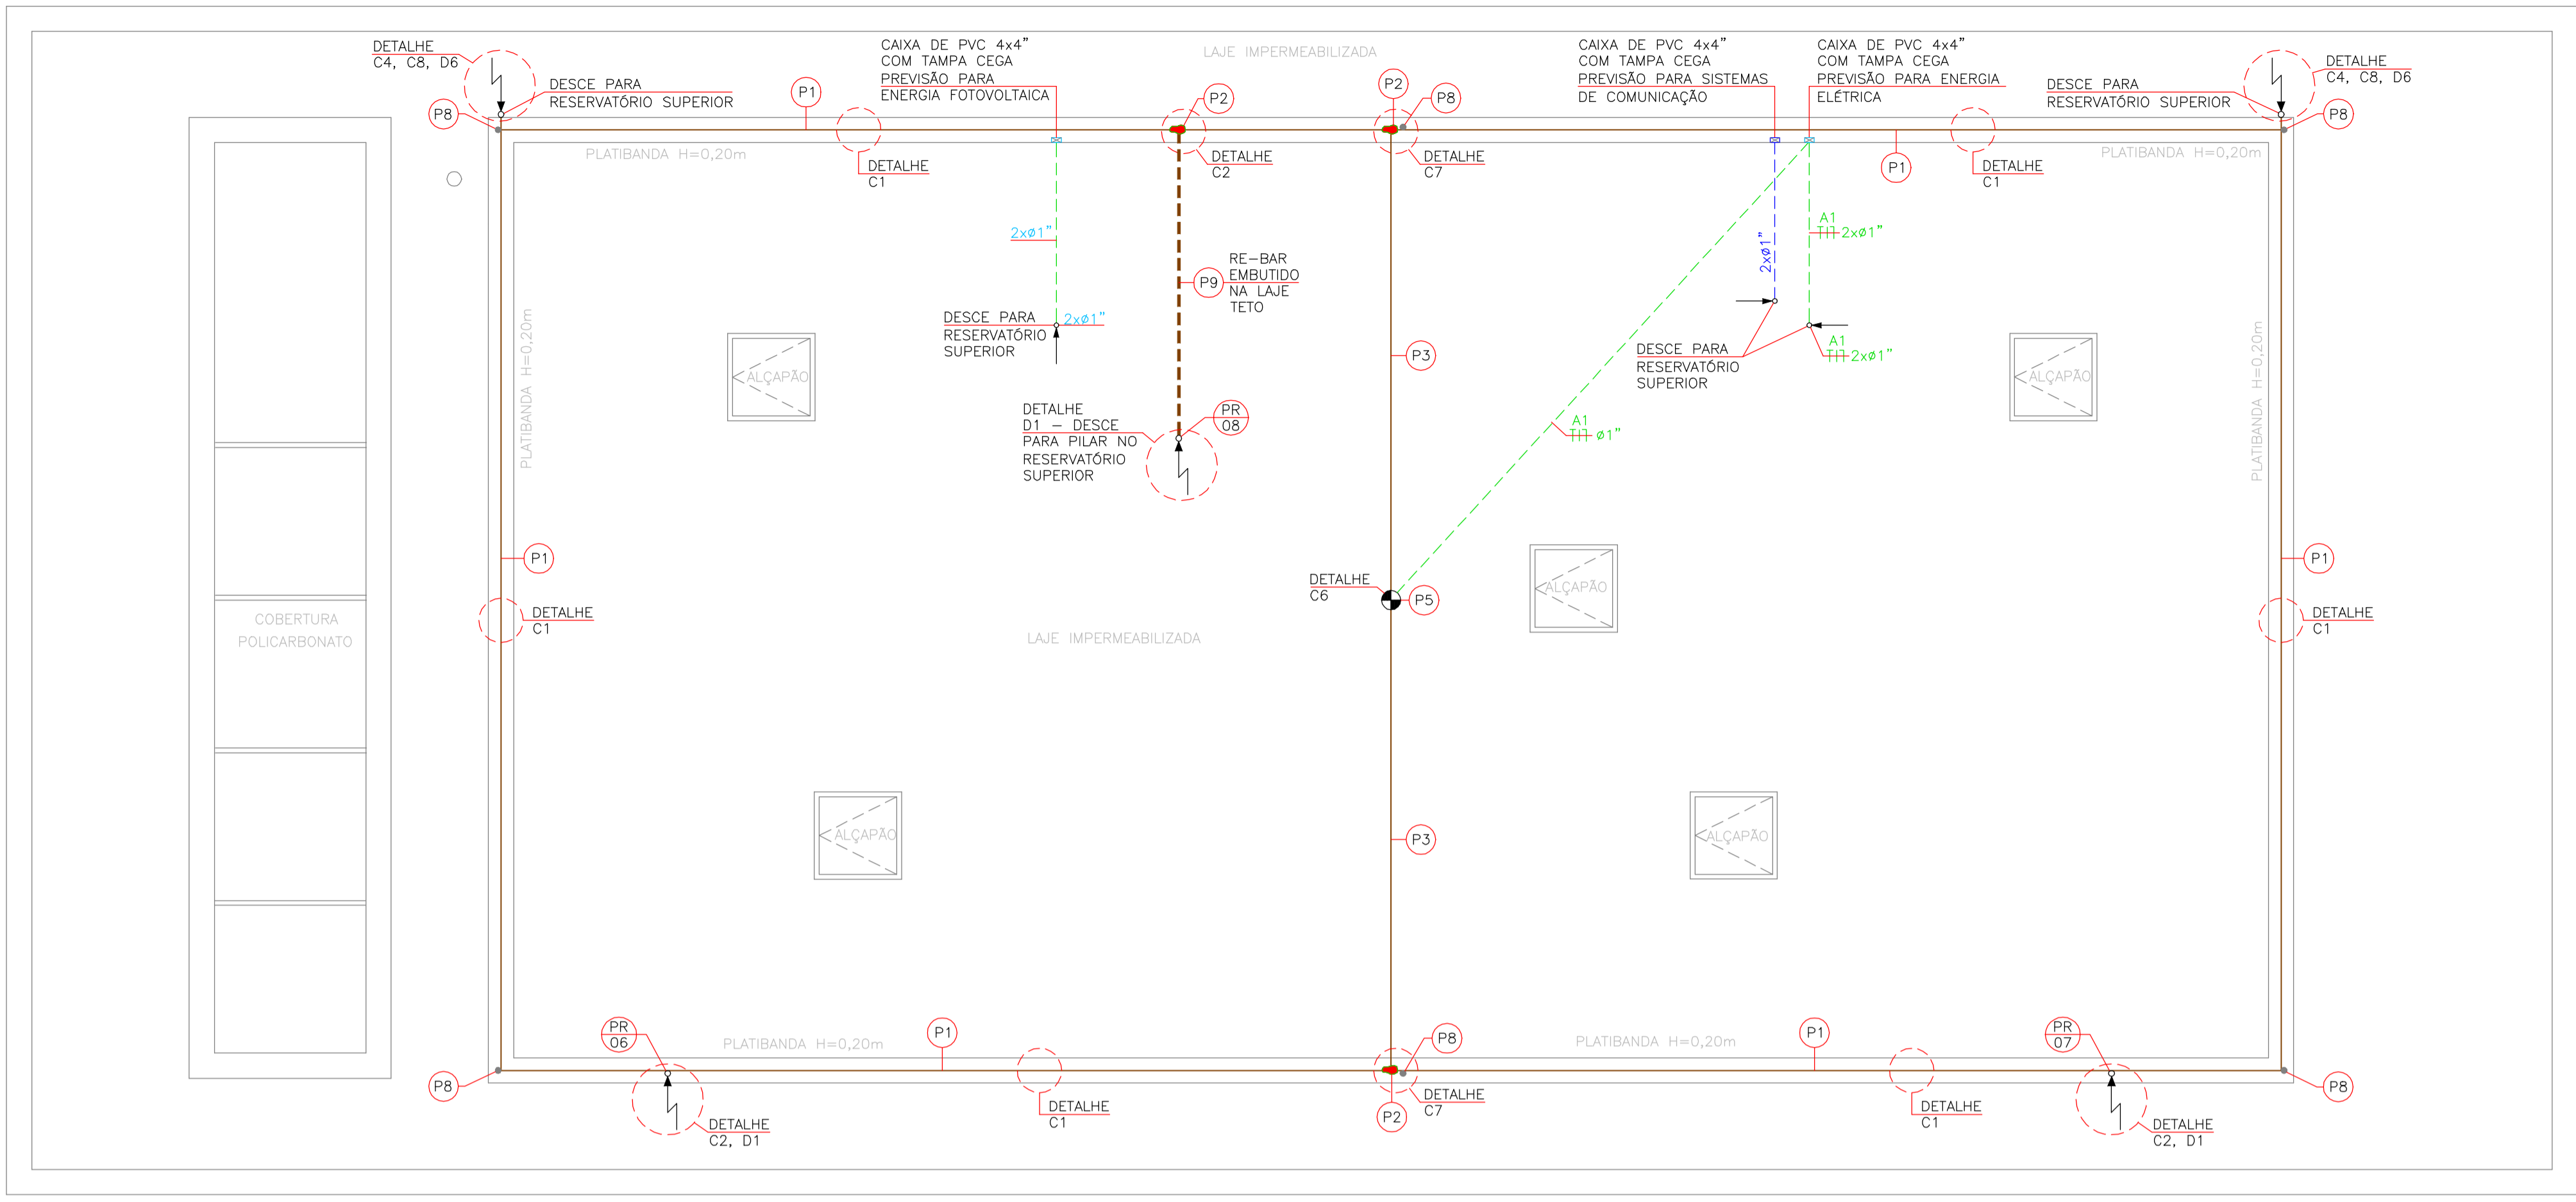 DETALHE
C4, C8, D6
DESCE PARA
RESERVATÓRIO SUPERIOR
P8
P1
CAIXA DE PVC 4x4”
COM TAMPA CEGA
PREVISÃO PARA
ENERGIA FOTOVOLTAICA
LAJE IMPERMEABILIZADA
P2
P2
P8
CAIXA DE PVC 4x4”
COM TAMPA CEGA
PREVISÃO PARA SISTEMAS
DE COMUNICAÇÃO
CAIXA DE PVC 4x4”
COM TAMPA CEGA
PREVISÃO PARA ENERGIA
ELÉTRICA
DESCE PARA
RESERVATÓRIO SUPERIOR
DETALHE
C4, C8, D6
P8
PLATIBANDA H=0,20m
DETALHE
C1
DETALHE
C2
DETALHE
C7
P1
DETALHE
C1
PLATIBANDA H=0,20m
2xø1”
P9
RE-BAR
EMBUTIDO
NA LAJE
TETO
2xø1”
A1
2xø1”
DESCE PARA
RESERVATÓRIO
SUPERIOR
2xø1”
P3
DESCE PARA
RESERVATÓRIO
SUPERIOR
A1
2xø1”
PLATIBANDA H=0,20m
ALÇAPÃO
ALÇAPÃO
PLATIBANDA H=0,20m
DETALHE
D1 - DESCE
PARA PILAR NO
RESERVATÓRIO
SUPERIOR
PR
08
A1
ø1”
P1
P1
DETALHE
C6
P5
ALÇAPÃO
COBERTURA
POLICARBONATO
DETALHE
C1
LAJE IMPERMEABILIZADA
DETALHE
C1
ALÇAPÃO
P3
ALÇAPÃO
PR
06
PLATIBANDA H=0,20m
P1
P8
PLATIBANDA H=0,20m
P1
PR
07
P8
DETALHE
C2, D1
DETALHE
C1
P2
DETALHE
C7
DETALHE
C1
DETALHE
C2, D1
P8